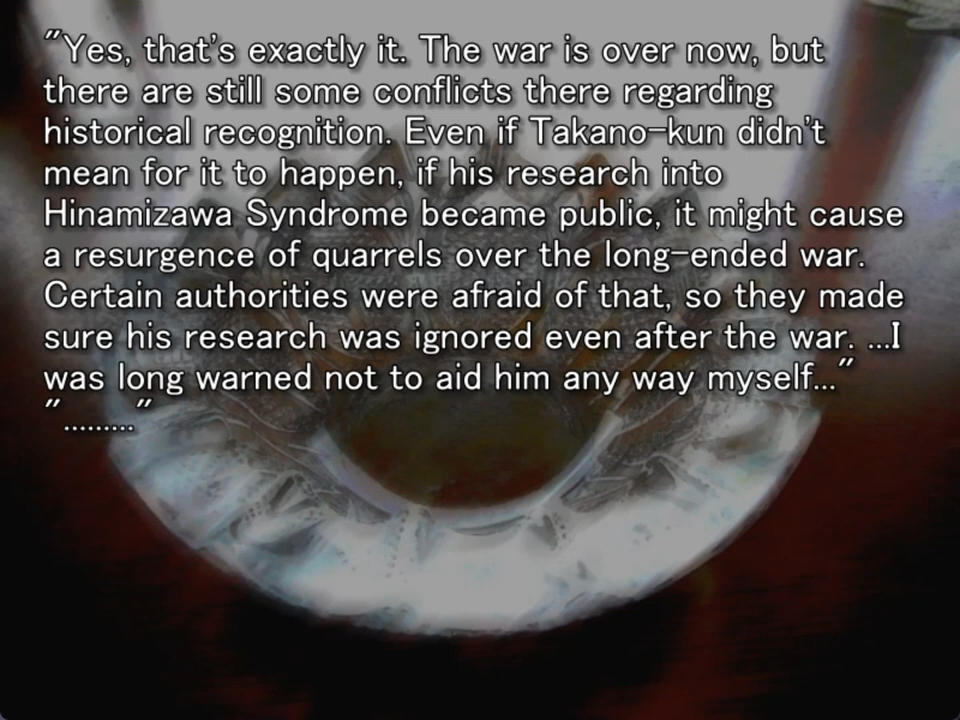 "Yes, that's exactly it. The war is over now, but
there are still some conflicts there regarding
historical recognition. Even if Takano-kun didn't
mean for it to happen, if his research into
Hinamizawa Syndrome became public, it might cause
a resurgence of quarrels over the long-ended war.
Certain authorities were afraid of that, so they made
sure his research was ignored even after the war. ...I
was long warned not to aid him any way myself..."
"........."